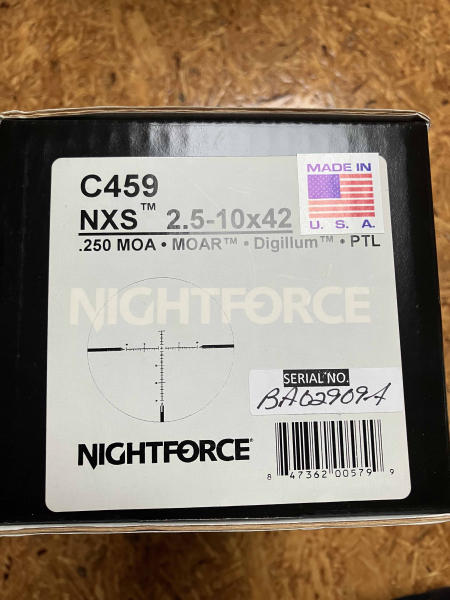 C459
NXS™ 2.5-10x42
.250 MOA • MOAR™ • Digillum™ • PTL
MADE IN
U. S. A.
NIGHTFORCE
SERIAL NO.
BA02909A
NIGHTFORCE
8 47362 00579 9